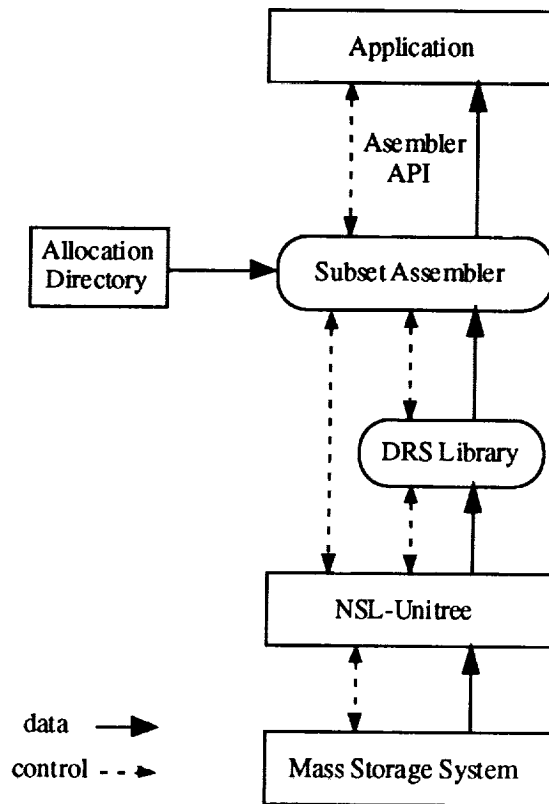 Application
Asembler
API
Allocation
Directory
Subset Assembler
DRS Library
NSL-Unitree
data
control
Mass Storage System